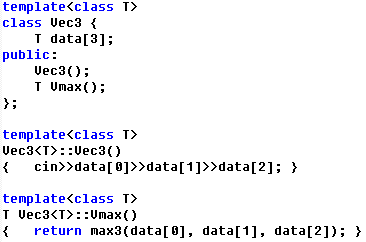 template<class T>
class Vec3 {
    T data[3];
public:
    Vec3();
    T Vmax();
};
template<class T>
Vec3<T>::Vec3()
{   cin>>data[0]>>data[1]>>data[2]; }
template<class T>
T Vec3<T>::Vmax()
{   return max3(data[0], data[1], data[2]); }